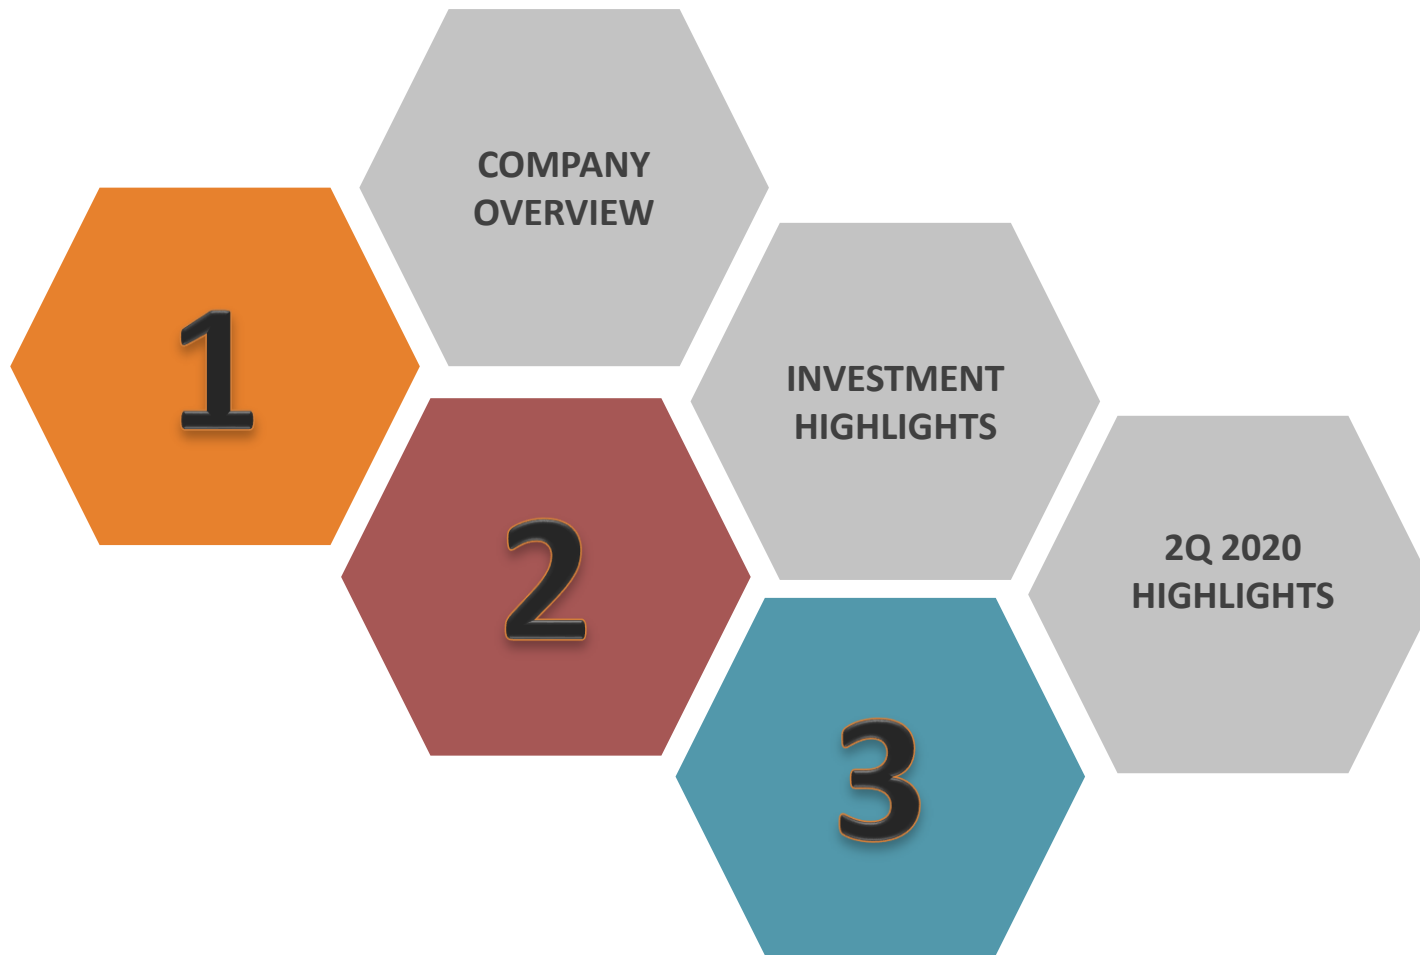 1
COMPANY
OVERVIEW
2
INVESTMENT
HIGHLIGHTS
3
2Q 2020
HIGHLIGHTS